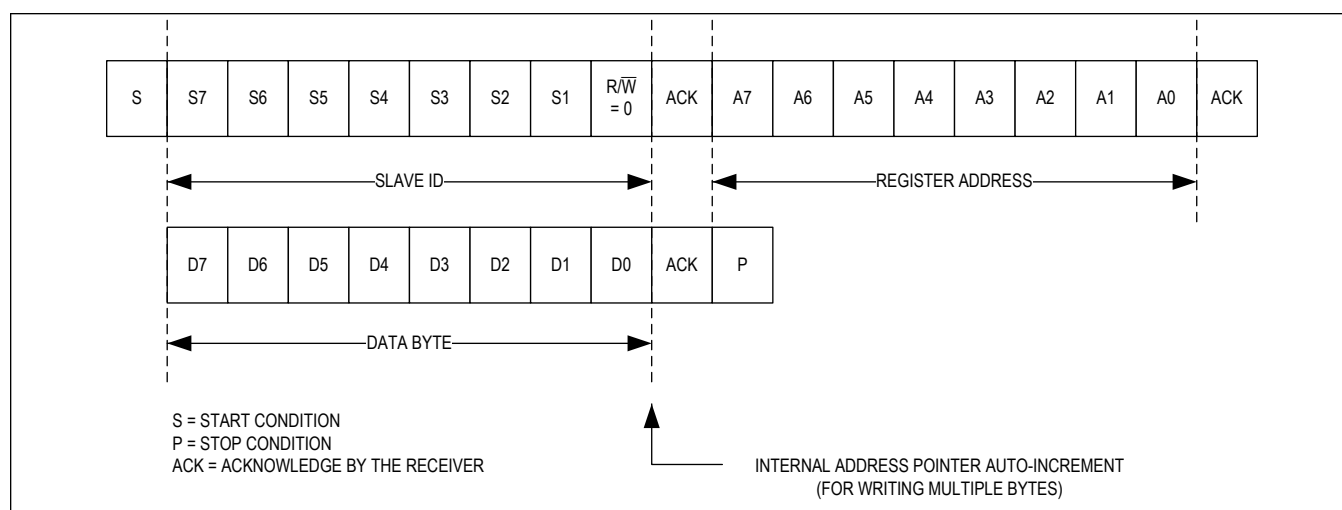 S S7 S6 S5 S4 S3 S2 S1 R/W̅ = 0 ACK A7 A6 A5 A4 A3 A2 A1 A0 ACK
SLAVE ID REGISTER ADDRESS
D7 D6 D5 D4 D3 D2 D1 D0 ACK P
DATA BYTE
S = START CONDITION
P = STOP CONDITION
ACK = ACKNOWLEDGE BY THE RECEIVER
INTERNAL ADDRESS POINTER AUTO-INCREMENT
(FOR WRITING MULTIPLE BYTES)